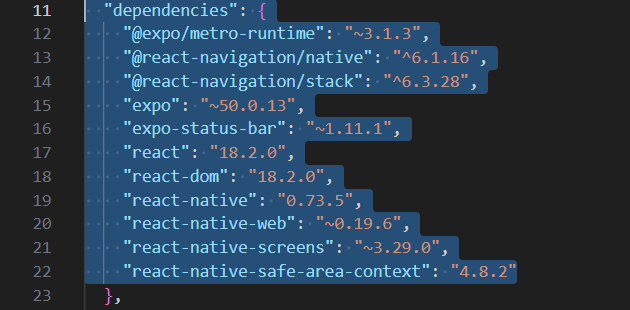 11 "dependencies": {
12 "@expo/metro-runtime": "~3.1.3",
13 "@react-navigation/native": "^6.1.16",
14 "@react-navigation/stack": "^6.3.28",
15 "expo": "~50.0.13",
16 "expo-status-bar": "~1.11.1",
17 "react": "18.2.0",
18 "react-dom": "18.2.0",
19 "react-native": "0.73.5",
20 "react-native-web": "~0.19.6",
21 "react-native-screens": "~3.29.0",
22 "react-native-safe-area-context": "4.8.2"
23 },